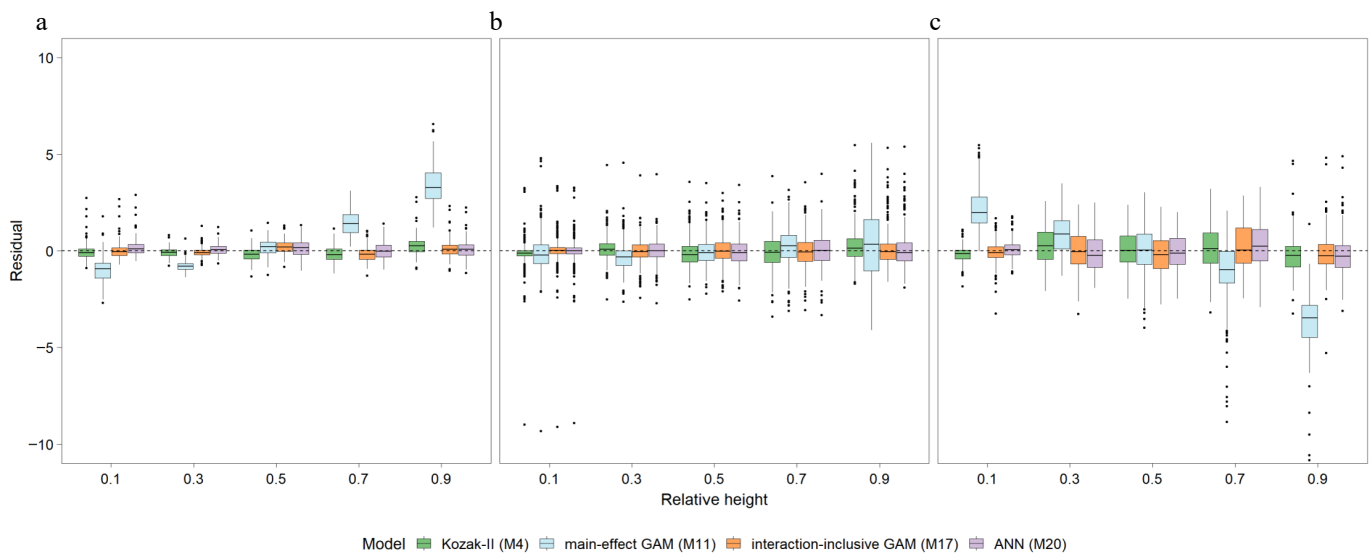 a b c
10
5
0
−5
−10
Residual
0.1 0.3 0.5 0.7 0.9 0.1 0.3 0.5 0.7 0.9 0.1 0.3 0.5 0.7 0.9
Relative height
Model Kozak-II (M4) main-effect GAM (M11) interaction-inclusive GAM (M17) ANN (M20)